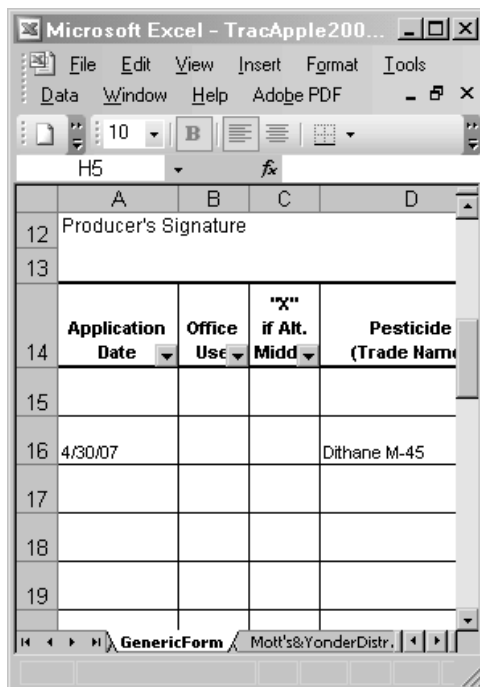 Microsoft Excel - TracApple200...
File Edit View Insert Format Tools
Data Window Help Adobe PDF
10 B
H5 fx
A B C D
12 Producer's Signature
13
"X"
Application Office if Alt. Pesticide
14 Date Use Midd (Trade Name
15
16 4/30/07 Dithane M-45
17
18
19
GenericForm Mott's&YonderDistr.